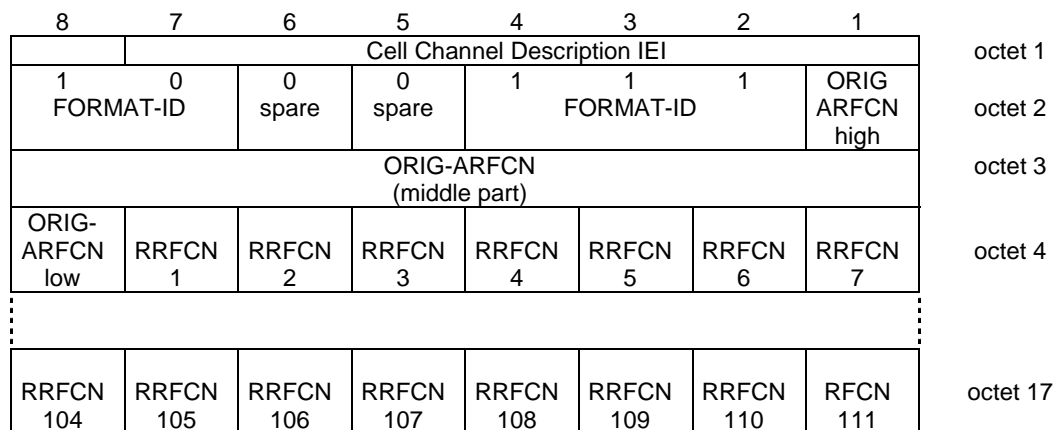 8 7 6 5 4 3 2 1
Cell Channel Description IEI octet 1
1 0 0 0 1 1 1 ORIG
FORMAT-ID spare spare FORMAT-ID ARFCN octet 2
high
ORIG-ARFCN octet 3
(middle part)
ORIG-
ARFCN RRFCN RRFCN RRFCN RRFCN RRFCN RRFCN RRFCN octet 4
low 1 2 3 4 5 6 7
RRFCN RRFCN RRFCN RRFCN RRFCN RRFCN RRFCN RFCN octet 17
104 105 106 107 108 109 110 111